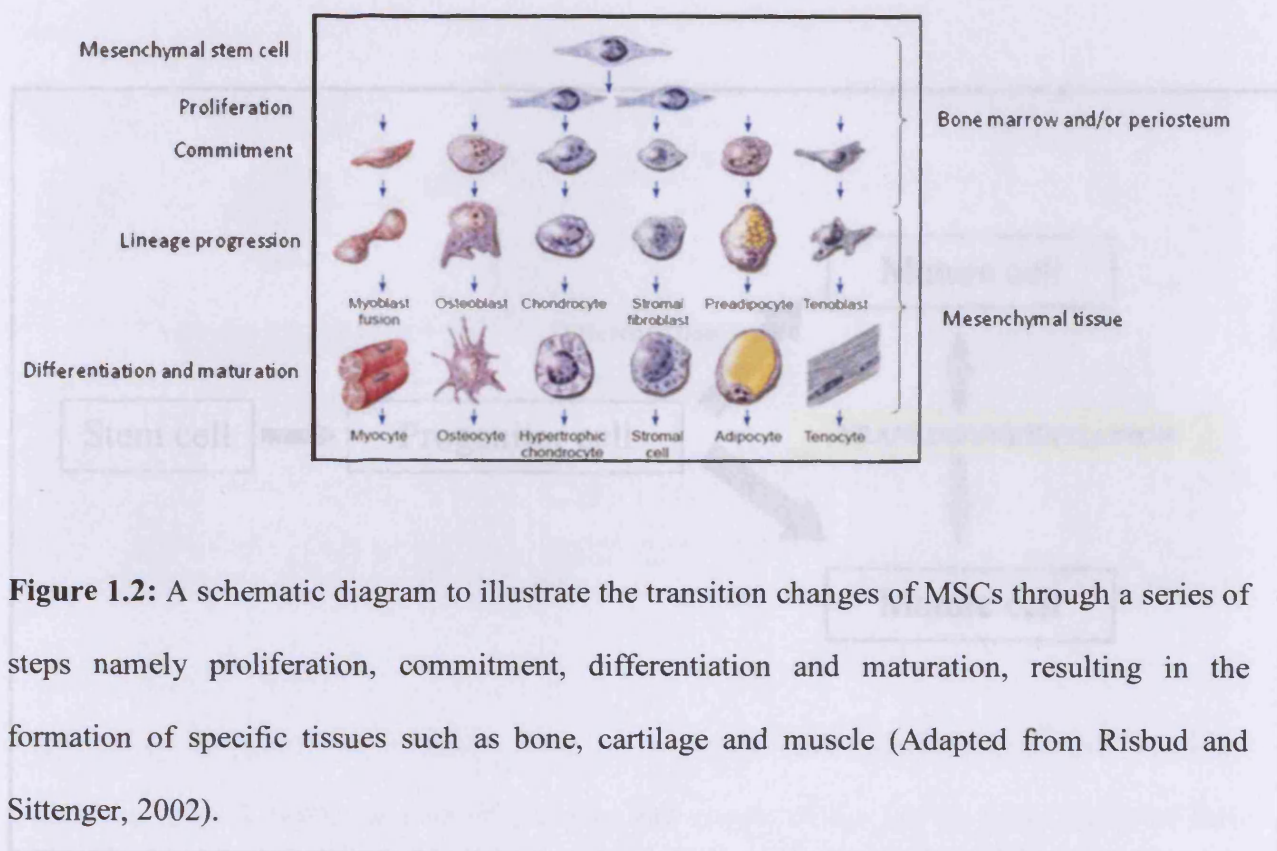 Mesenchymal stem cell
Proliferation
Bone marrow and/or periosteum
Commitment
Lineage progression
Myoblast fusion Osteoblast Chondrocyte Stromal fibroblast Preadipocyte Tenoblast
Mesenchymal tissue
Differentiation and maturation
Myocyte Osteocyte Hypertrophic chondrocyte Stromal cell Adipocyte Tenocyte
Stem cell
Mature cell
Mature cell
Figure 1.2: A schematic diagram to illustrate the transition changes of MSCs through a series of
steps namely proliferation, commitment, differentiation and maturation, resulting in the
formation of specific tissues such as bone, cartilage and muscle (Adapted from Risbud and
Sittenger, 2002).